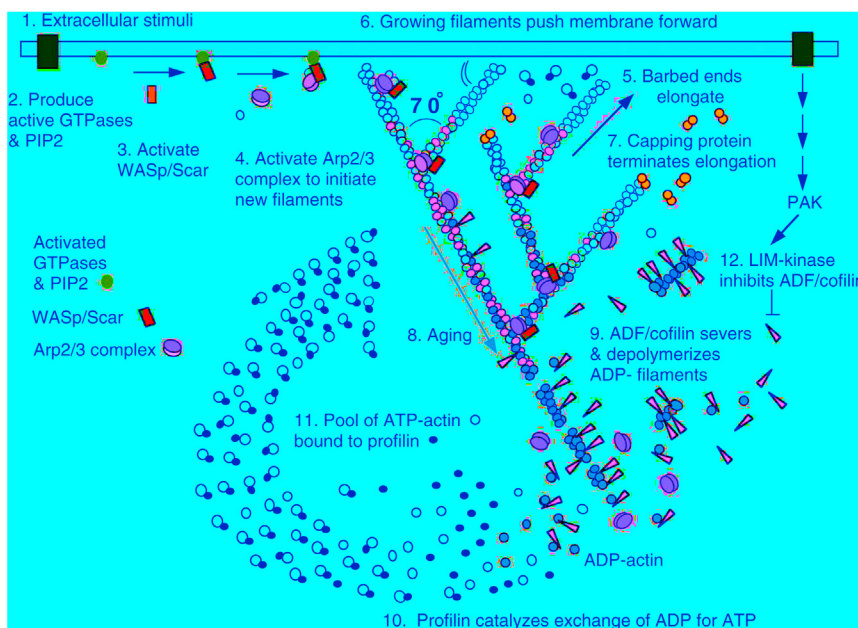 1. Extracellular stimuli
6. Growing filaments push membrane forward
2. Produce
active GTPases
& PIP2
3. Activate
WASp/Scar
4. Activate Arp2/3
complex to initiate
new filaments
70°
5. Barbed ends
elongate
7. Capping protein
terminates elongation
PAK
12. LIM-kinase
inhibits ADF/cofilin
Activated
GTPases
& PIP2
WASp/Scar
Arp2/3 complex
8. Aging
9. ADF/cofilin severs
& depolymerizes
ADP- filaments
11. Pool of ATP-actin
bound to profilin
ADP-actin
10. Profilin catalyzes exchange of ADP for ATP